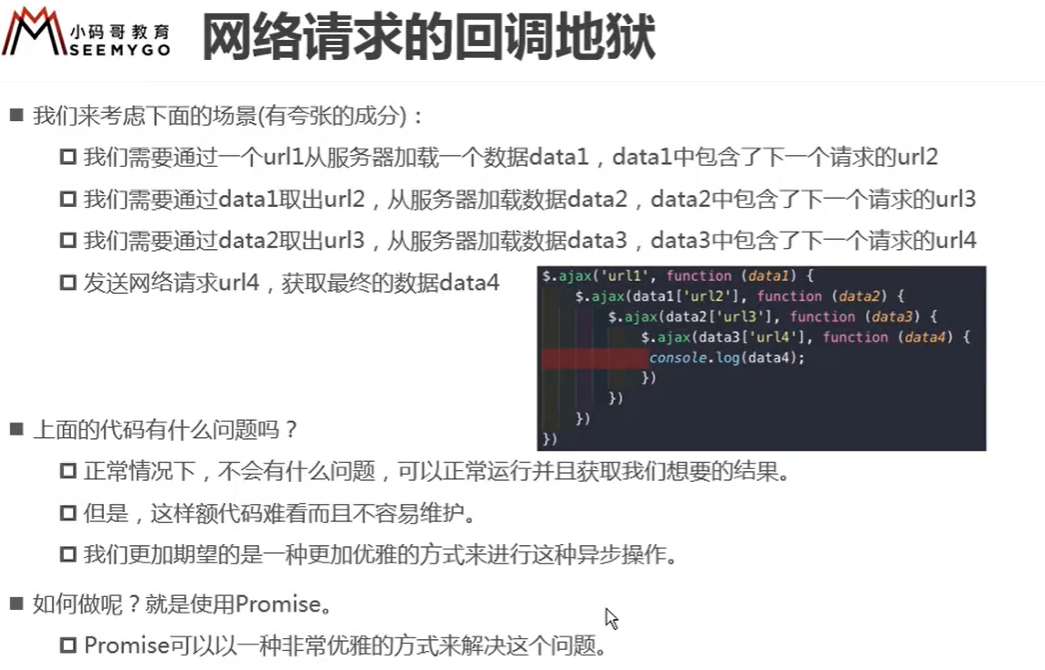 小码哥教育
SEEMYGO
网络请求的回调地狱
我们来考虑下面的场景(有夸张的成分)：
我们需要通过一个url1从服务器加载一个数据data1，data1中包含了下一个请求的url2
我们需要通过data1取出url2，从服务器加载数据data2，data2中包含了下一个请求的url3
我们需要通过data2取出url3，从服务器加载数据data3，data3中包含了下一个请求的url4
发送网络请求url4，获取最终的数据data4
$.ajax('url1', function (data1) {
$.ajax(data1['url2'], function (data2) {
$.ajax(data2['url3'], function (data3) {
$.ajax(data3['url4'], function (data4) {
console.log(data4);
})
})
})
})
上面的代码有什么问题吗？
正常情况下，不会有什么问题，可以正常运行并且获取我们想要的结果。
但是，这样额代码难看而且不容易维护。
我们更加期望的是一种更加优雅的方式来进行这种异步操作。
如何做呢？就是使用Promise。
Promise可以以一种非常优雅的方式来解决这个问题。